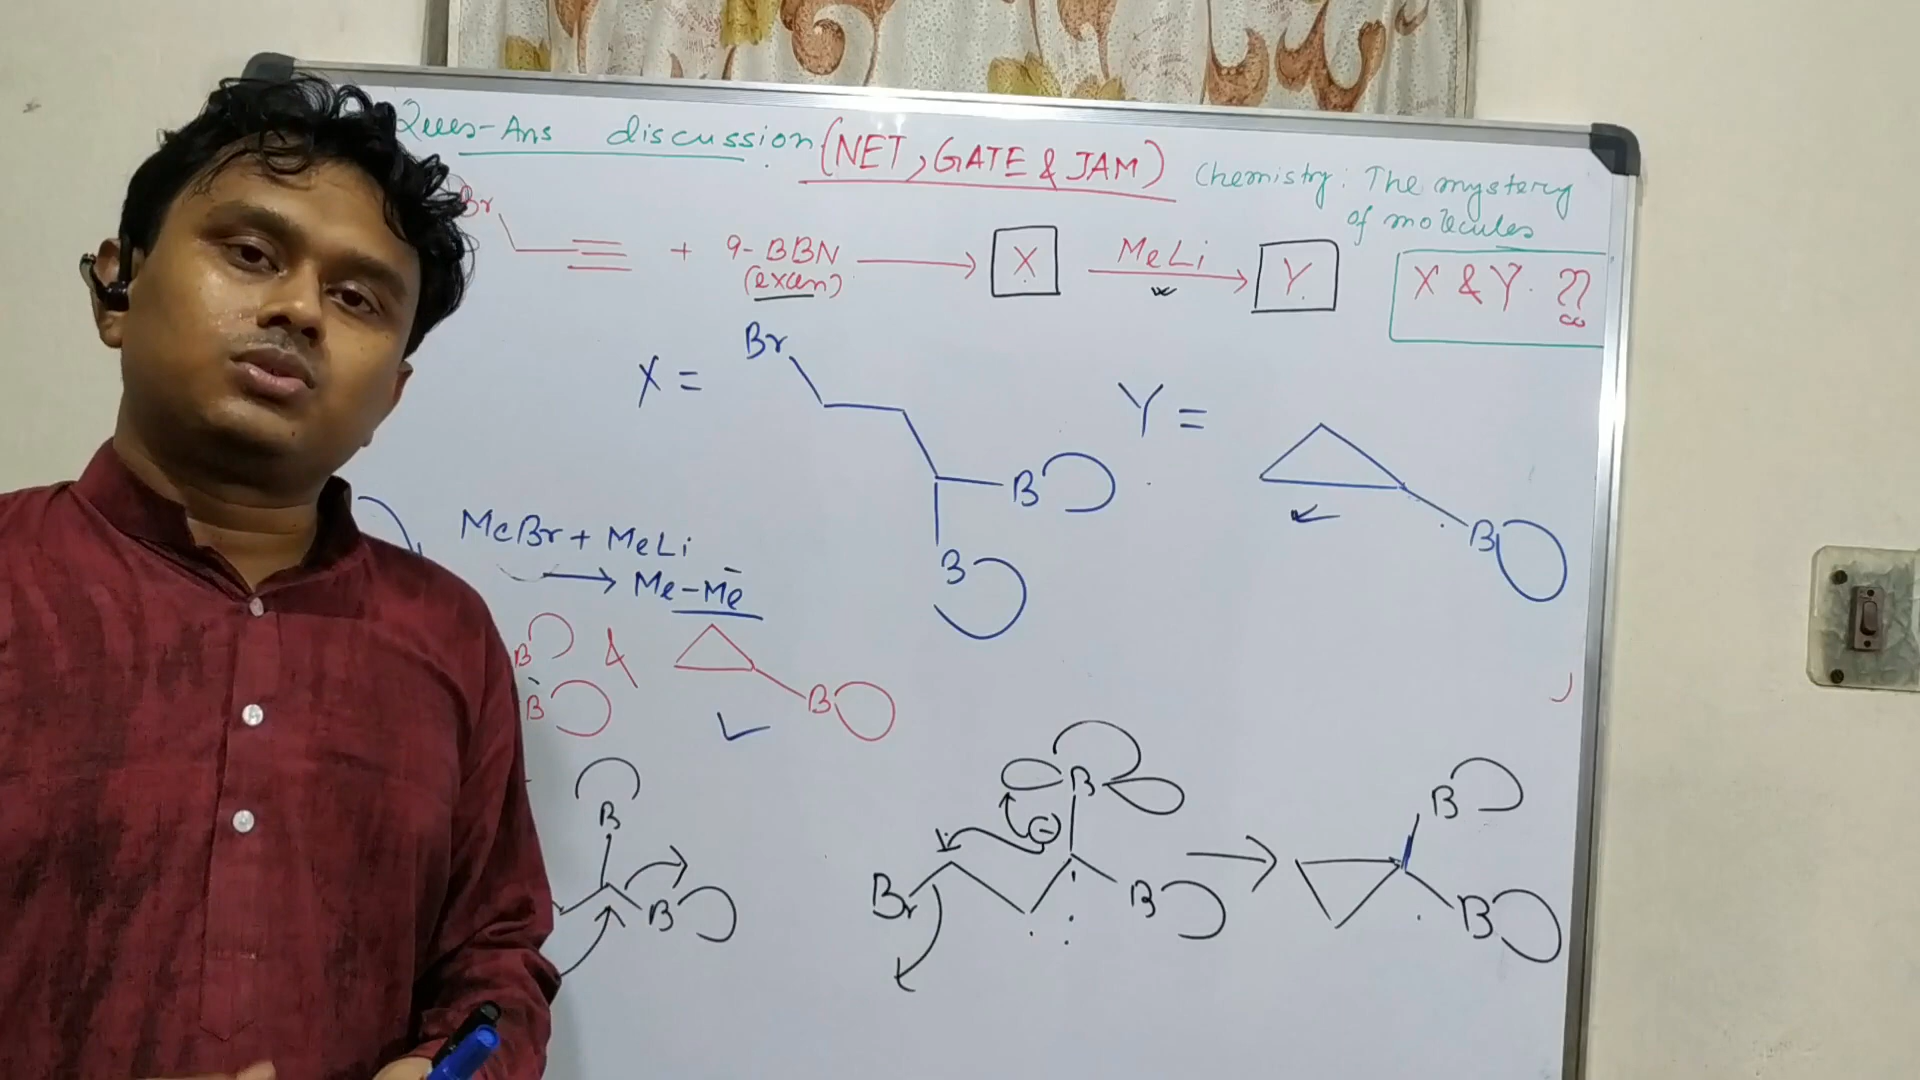 Ques-Ans discussion (NET, GATE & JAM)
Chemistry: The mystery
of molecules
Br
+ 9-BBN
(excess)
X
MeLi
Y
X & Y. ??
X = Br
B
B
Y =
B
MeBr + MeLi
→ Me-Me
B
B
&
B
B
B
B
Br
B
B
B